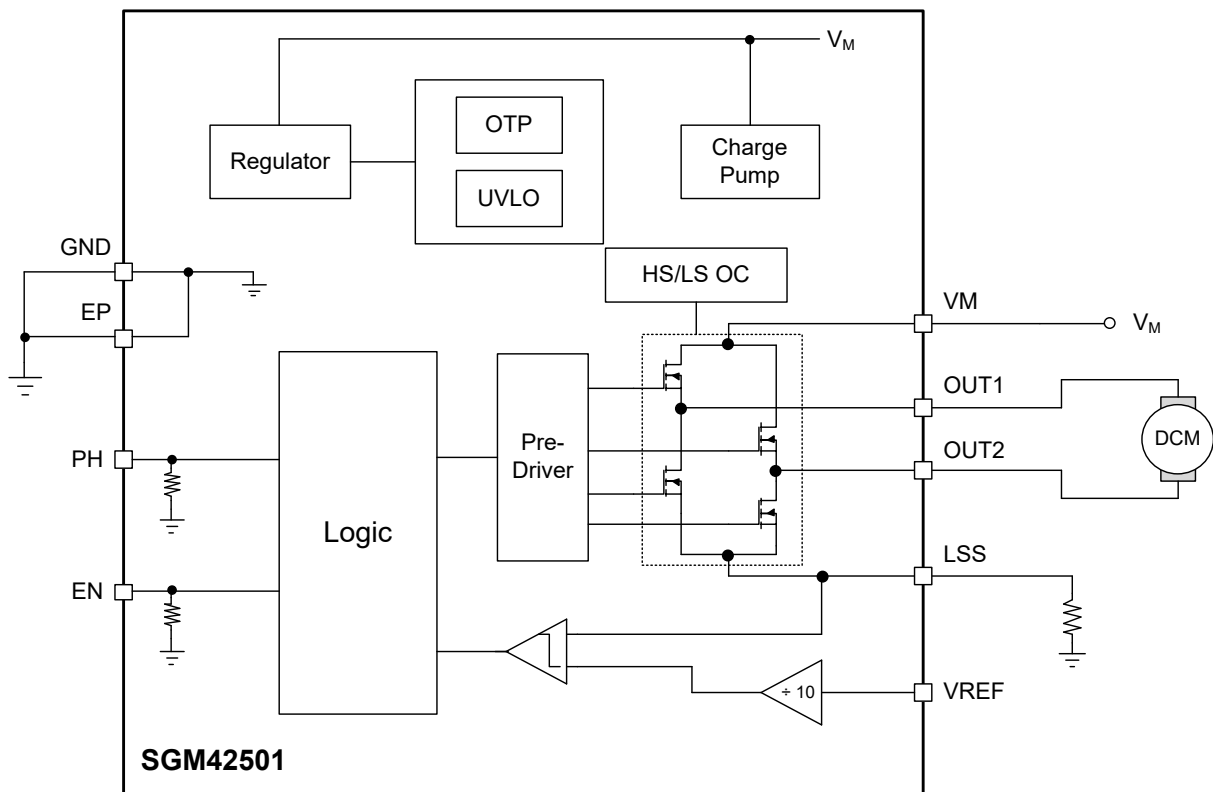 V_M
OTP
Regulator
Charge
Pump
UVLO
GND
HS/LS OC
EP
VM
V_M
OUT1
DCM
PH
Pre-
Driver
OUT2
Logic
LSS
EN
÷ 10
VREF
SGM42501